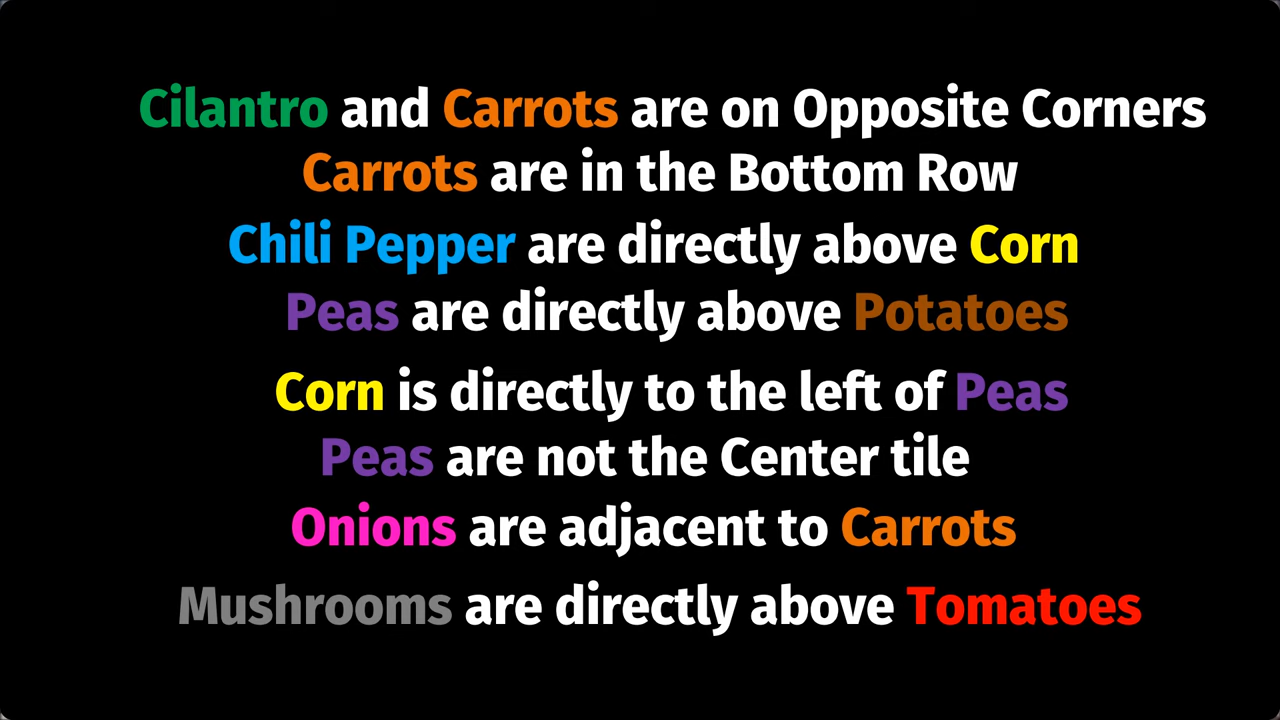 Cilantro and Carrots are on Opposite Corners
Carrots are in the Bottom Row
Chili Pepper are directly above Corn
Peas are directly above Potatoes
Corn is directly to the left of Peas
Peas are not the Center tile
Onions are adjacent to Carrots
Mushrooms are directly above Tomatoes